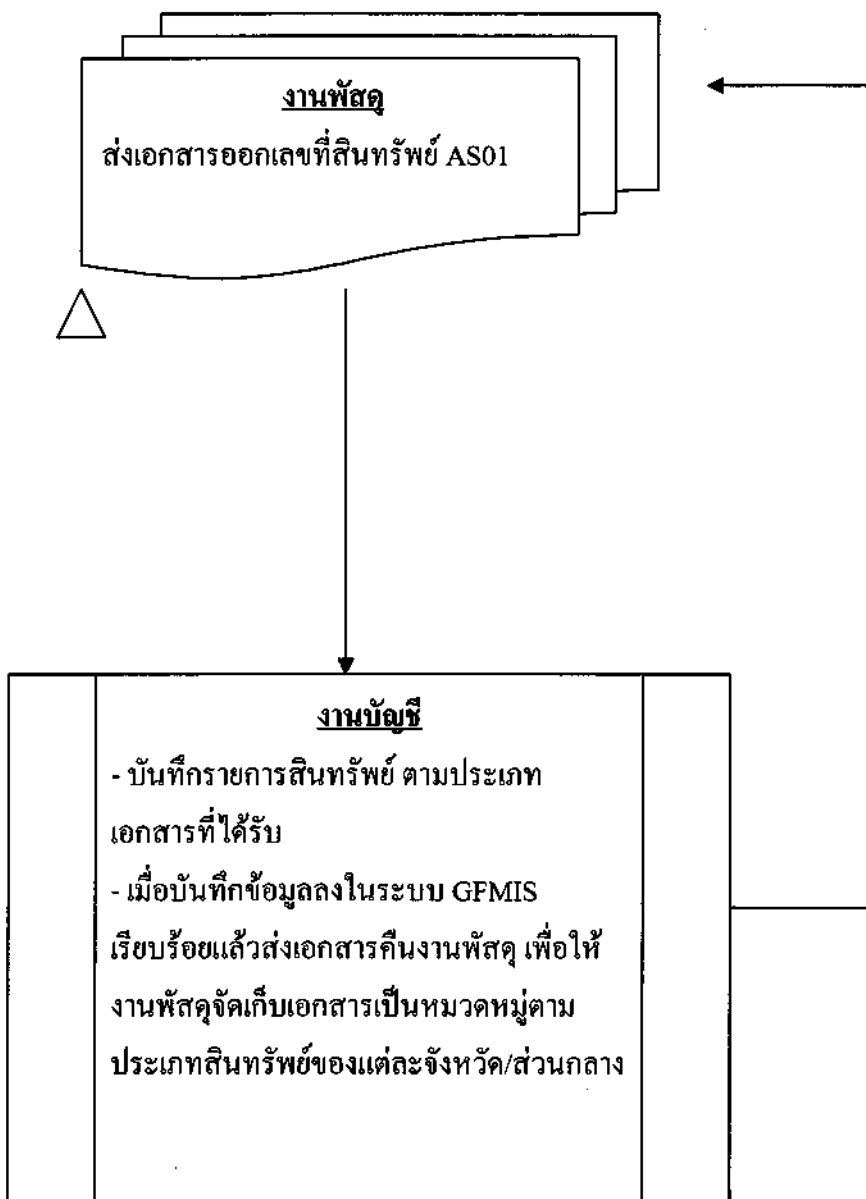 งานพัสดุ
ส่งเอกสารออกเลขที่สินทรัพย์ AS01
งานบัญชี
- บันทึกรายการสินทรัพย์ ตามประเภท
เอกสารที่ได้รับ
- เมื่อบันทึกข้อมูลลงในระบบ GFMIS
เรียบร้อยแล้วส่งเอกสารคืนงานพัสดุ เพื่อให้
งานพัสดุจัดเก็บเอกสารเป็นหมวดหมู่ตาม
ประเภทสินทรัพย์ของแต่ละจังหวัด/ส่วนกลาง